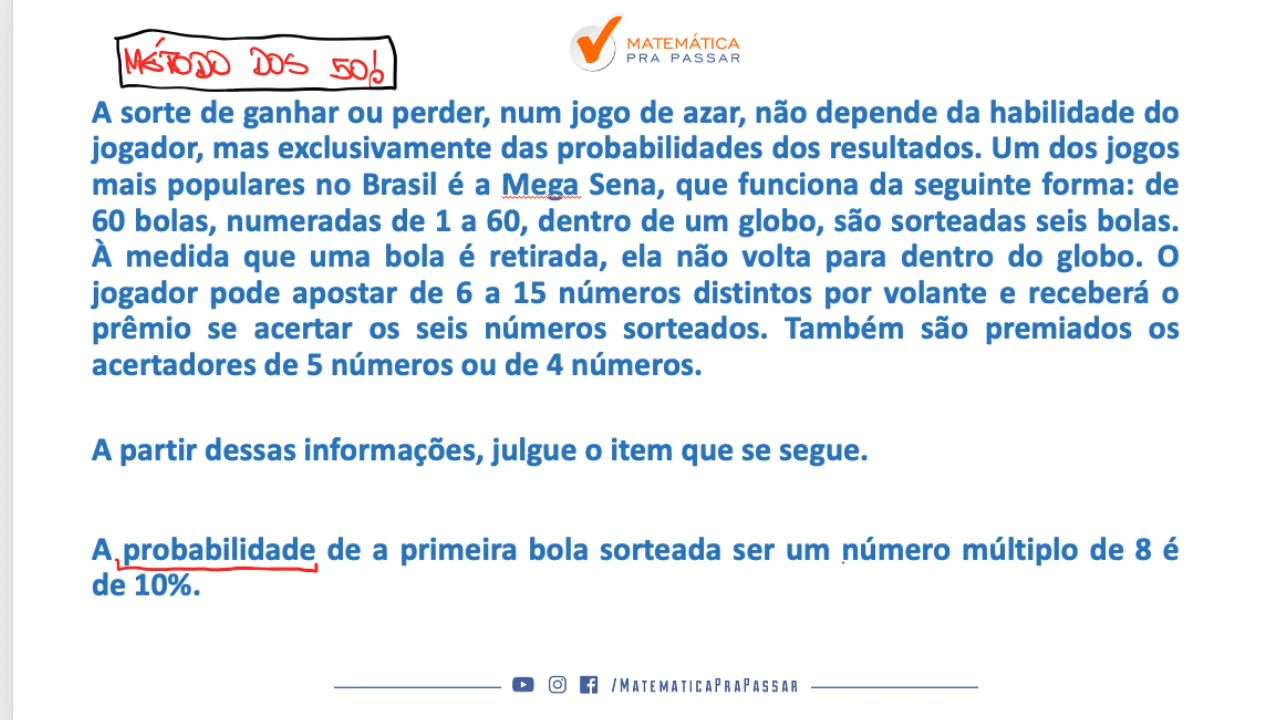 MÉTODO DOS 50%
MATEMÁTICA
PRA PASSAR
A sorte de ganhar ou perder, num jogo de azar, não depende da habilidade do
jogador, mas exclusivamente das probabilidades dos resultados. Um dos jogos
mais populares no Brasil é a Mega Sena, que funciona da seguinte forma: de
60 bolas, numeradas de 1 a 60, dentro de um globo, são sorteadas seis bolas.
À medida que uma bola é retirada, ela não volta para dentro do globo. O
jogador pode apostar de 6 a 15 números distintos por volante e receberá o
prêmio se acertar os seis números sorteados. Também são premiados os
acertadores de 5 números ou de 4 números.
A partir dessas informações, julgue o item que se segue.
A probabilidade de a primeira bola sorteada ser um número múltiplo de 8 é
de 10%.
/MATEMATICAPRAPASSAR